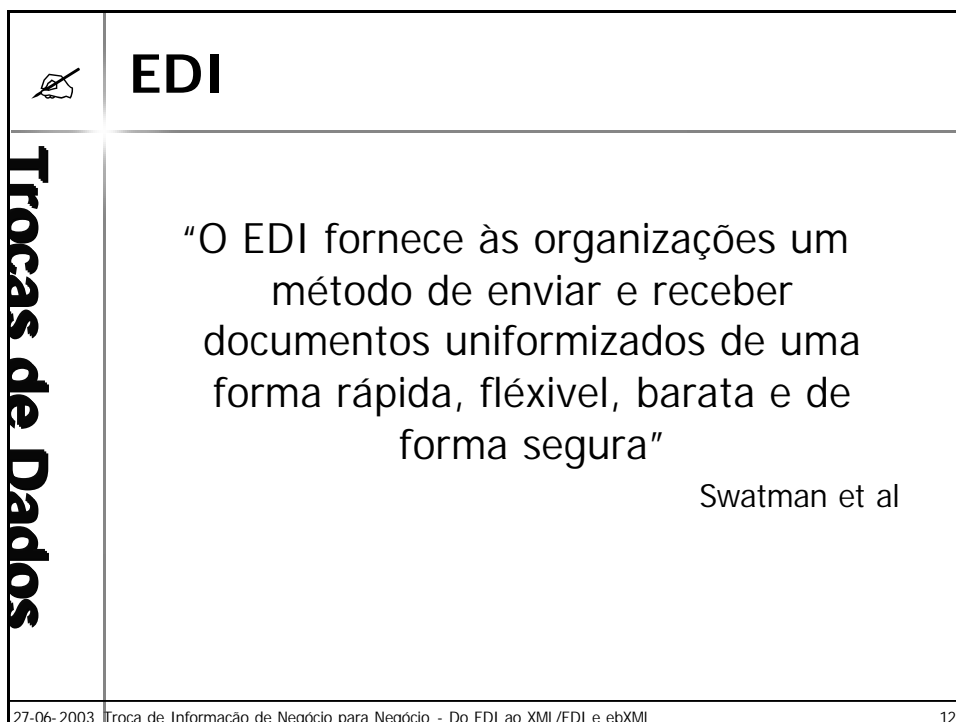 EDI
Trocas de Dados
“O EDI fornece às organizações um
método de enviar e receber
documentos uniformizados de uma
forma rápida, fléxivel, barata e de
forma segura”
Swatman et al
27-06-2003 Troca de Informação de Negócio para Negócio - Do EDI ao XML/EDI e ebXML 12